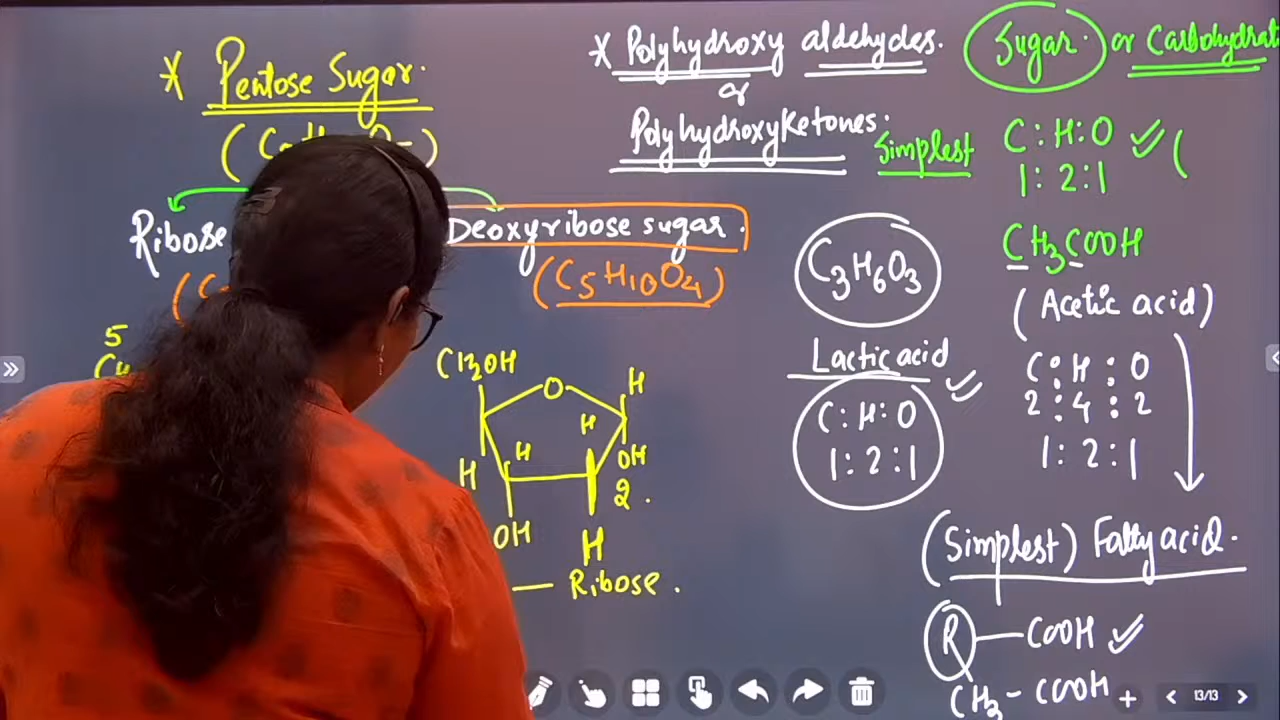 * Pentose Sugar.
Ribose
Deoxyribose sugar.
(C5H10O4)
5
CH2OH
O
H
H
H
H
OH
2.
OH
H
— Ribose.
* Polyhydroxy aldehydes.
or
PolyhydroxyKetones:
Sugar. or Carbohydrat
Simplest
C:H:O
1:2:1
CH3COOH
(Acetic acid)
C:H:O
2:4:2
1:2:1
C3H6O3
Lactic acid
C:H:O
1:2:1
(Simplest) Fatty acid.
R—COOH
CH3-COOH
13/13